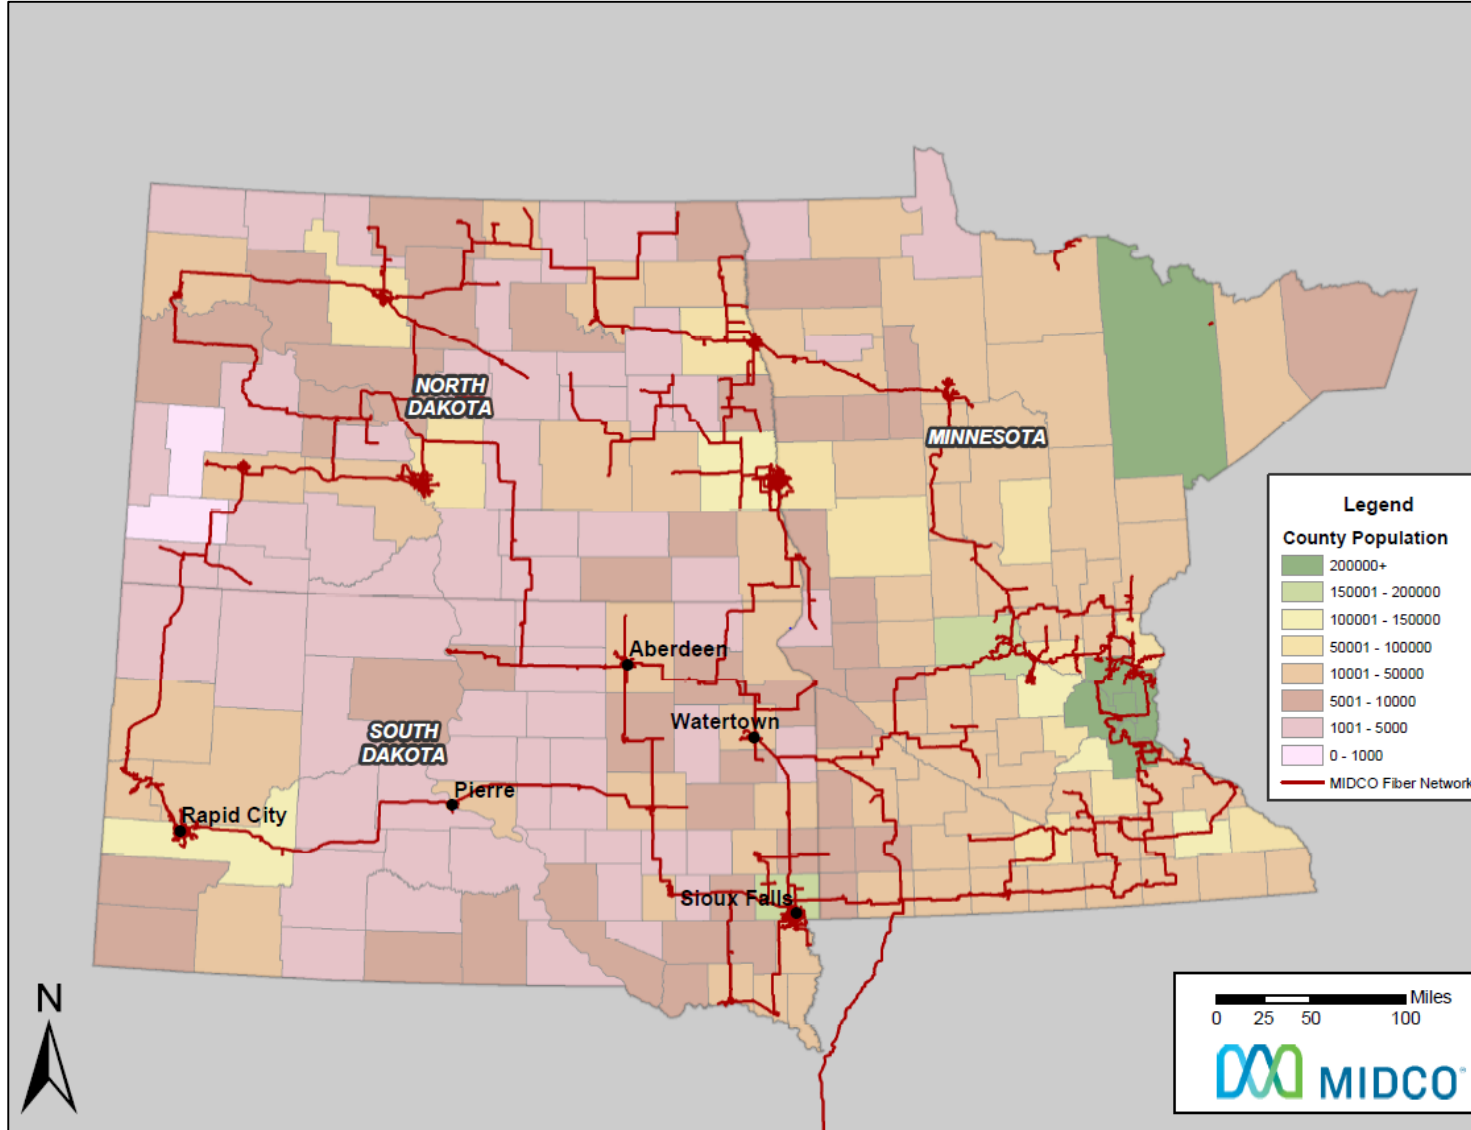 NORTH
DAKOTA
MINNESOTA
Aberdeen
Watertown
SOUTH
DAKOTA
Pierre
Rapid City
Sioux Falls
Legend
County Population
200000+
150001 - 200000
100001 - 150000
50001 - 100000
10001 - 50000
5001 - 10000
1001 - 5000
0 - 1000
MIDCO Fiber Network
N
Miles
0 25 50 100
MIDCO